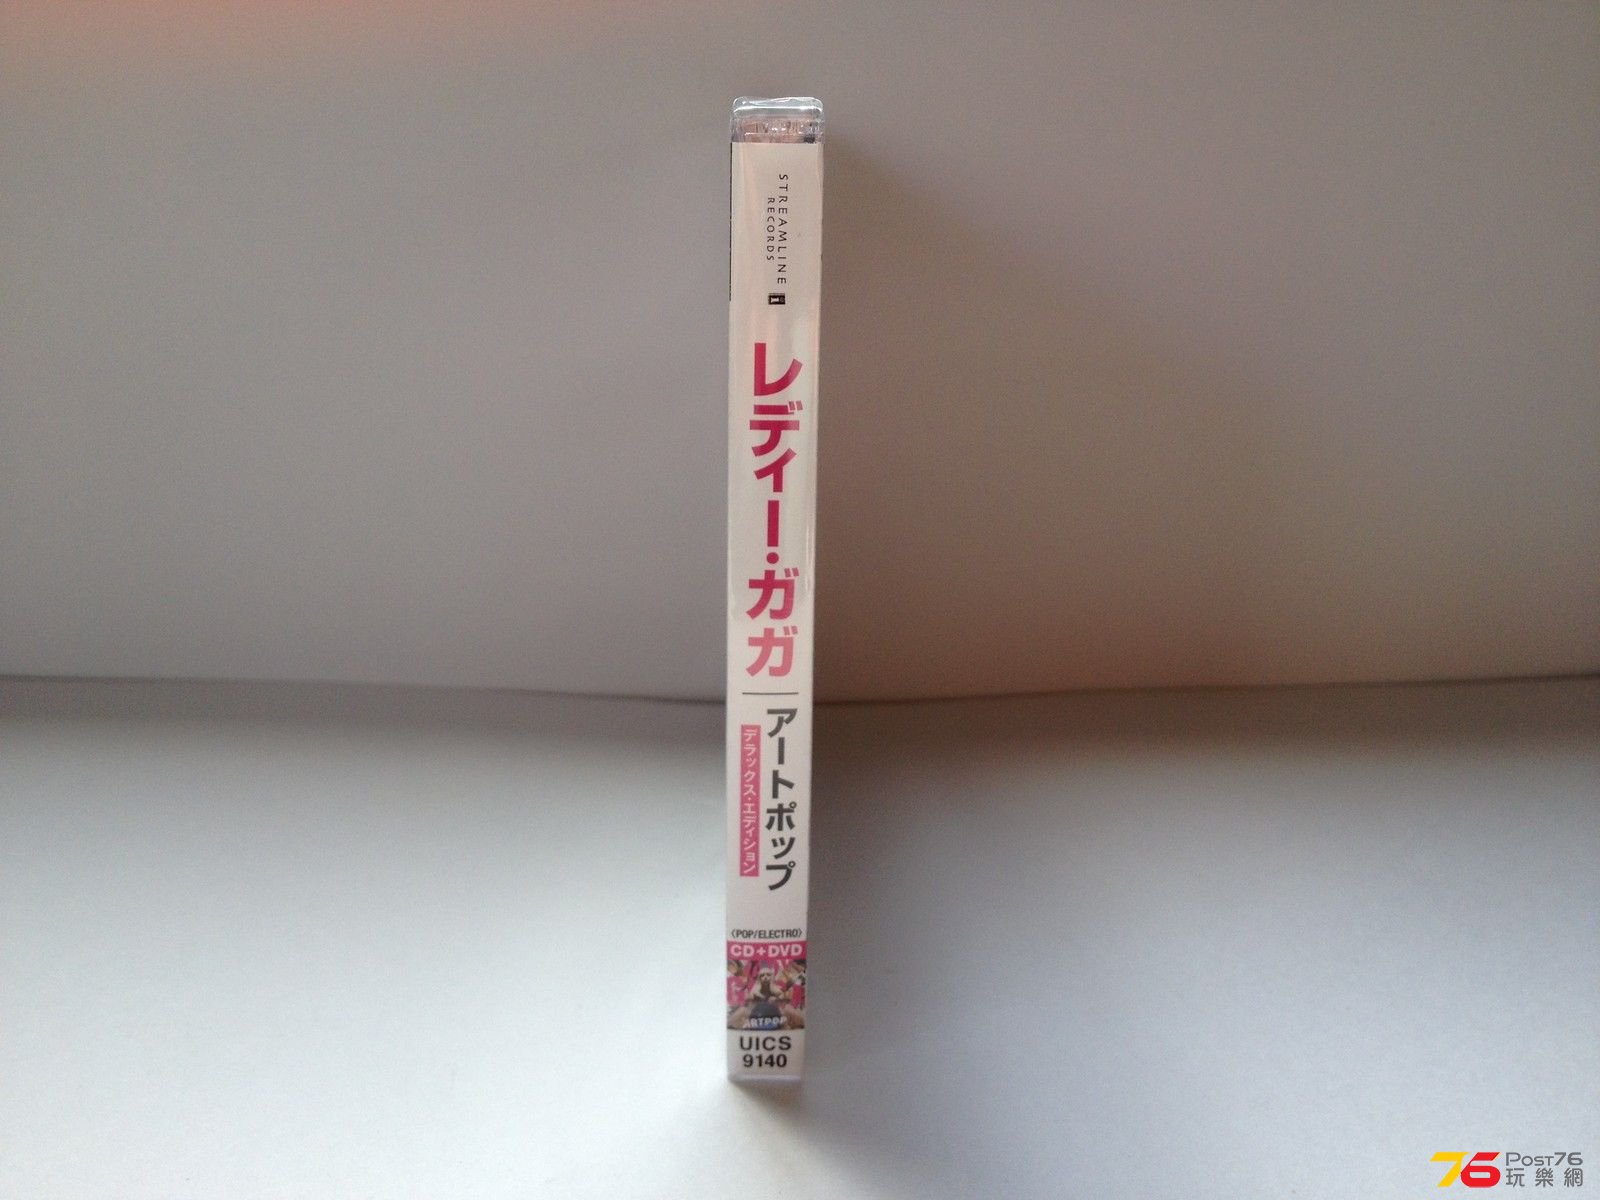 STREAMLINE
RECORDS
i
レディー・ガガ
アートポップ
デラックス・エディション
〈POP/ELECTRO〉
CD+DVD
ARTPOP
UICS
9140
76 POST76
玩樂網